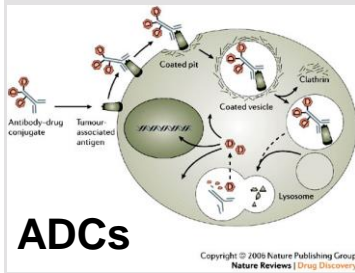 Coated pit
Clathrin
Coated vesicle
Antibody-drug
conjugate
Tumour-
associated
antigen
Lysosome
ADCs
Copyright © 2006 Nature Publishing Group
Nature Reviews | Drug Discovery